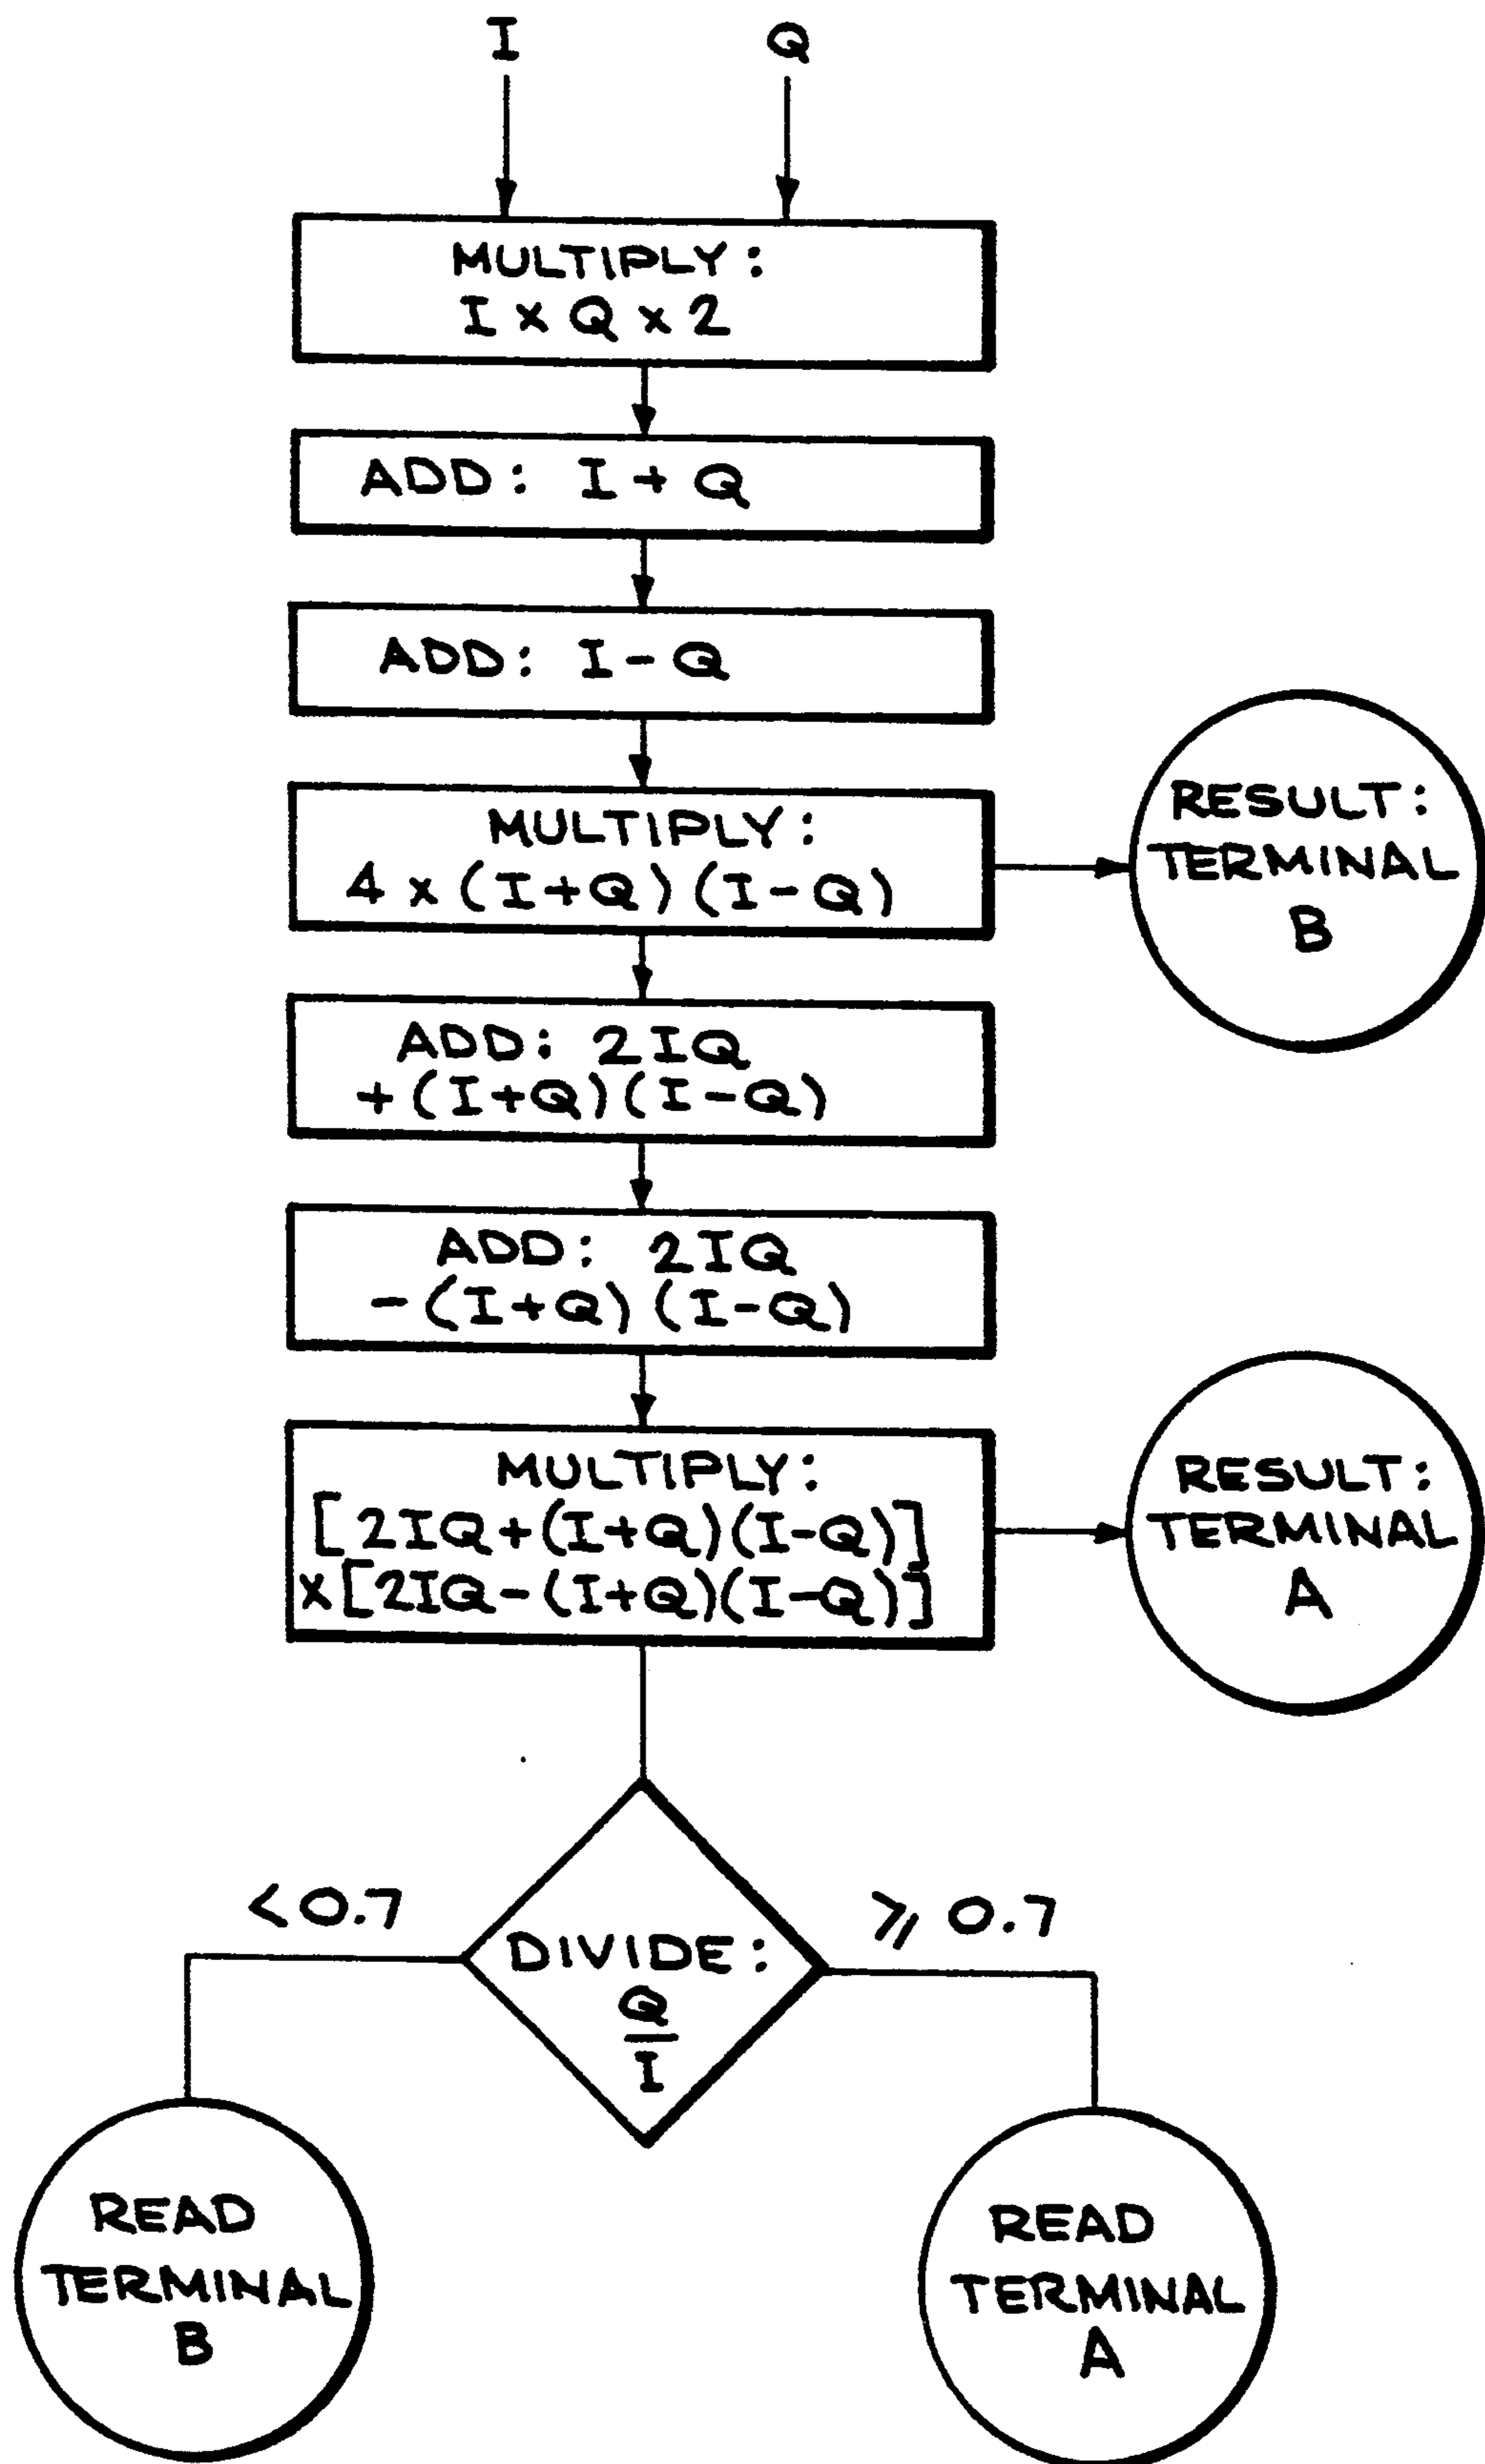 I Q
MULTIPLY:
I x Q x 2
ADD: I + Q
ADD: I - Q
MULTIPLY:
4 x (I+Q)(I-Q)
RESULT:
TERMINAL
B
ADD: 2IQ
+(I+Q)(I-Q)
ADD: 2IQ
-(I+Q)(I-Q)
MULTIPLY:
[2IQ+(I+Q)(I-Q)]
x[2IQ-(I+Q)(I-Q)]
RESULT:
TERMINAL
A
<0.7
⩾ 0.7
DIVIDE:
Q
I
READ
TERMINAL
B
READ
TERMINAL
A